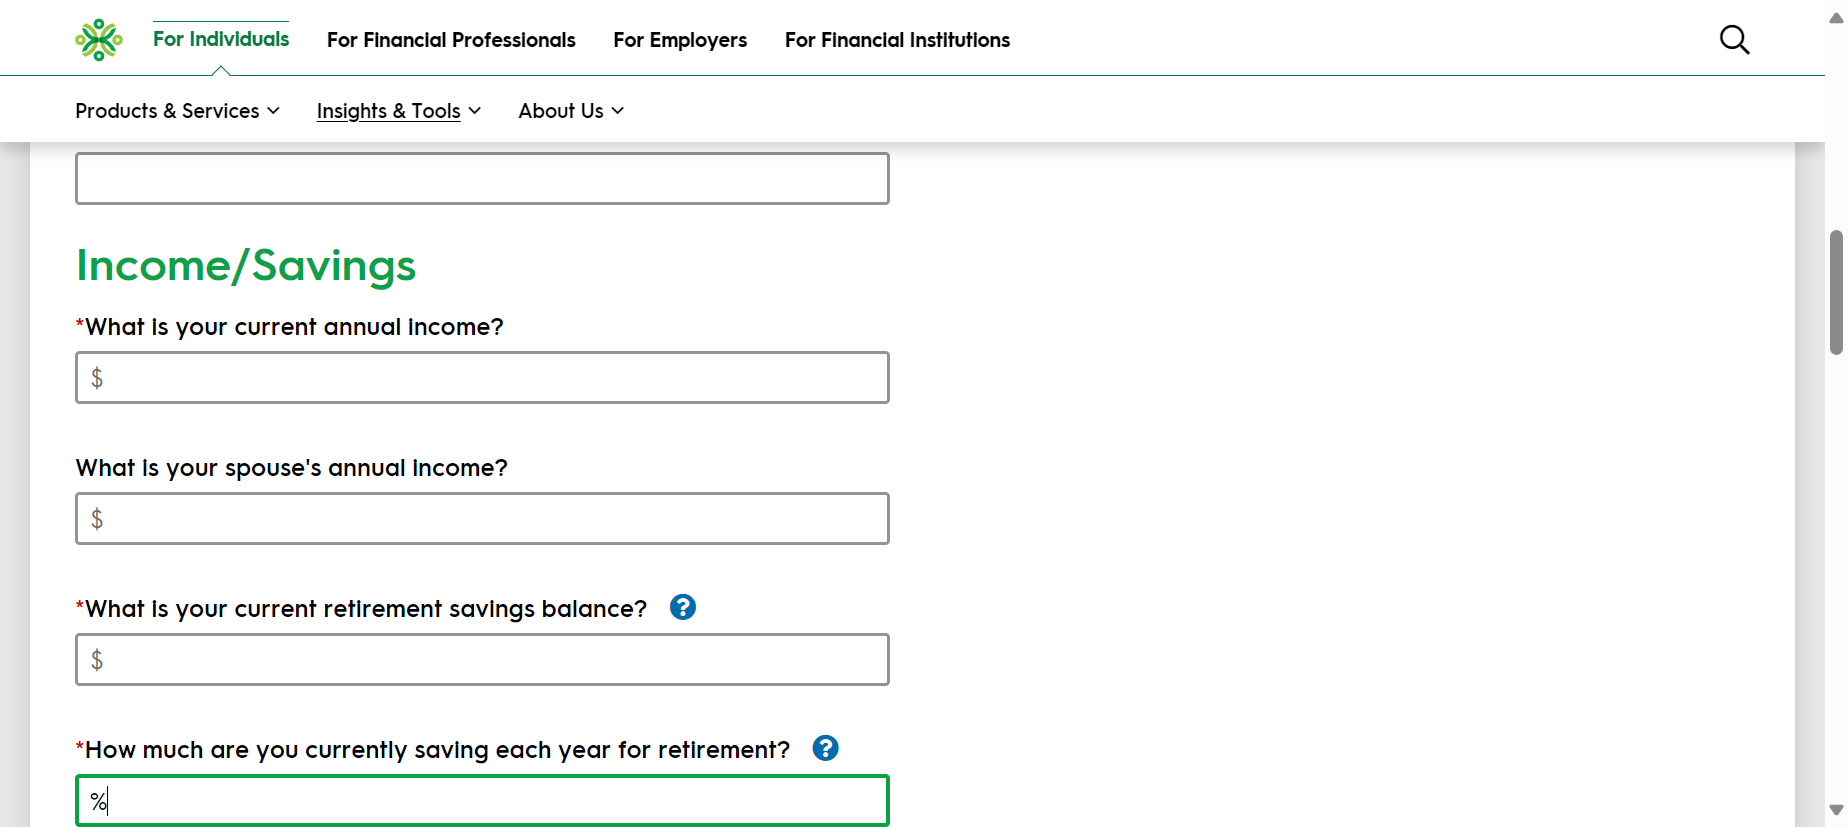 For Individuals For Financial Professionals For Employers For Financial Institutions
Products & Services Insights & Tools About Us
Income/Savings
*What is your current annual income?
$
What is your spouse's annual income?
$
*What is your current retirement savings balance? ?
$
*How much are you currently saving each year for retirement? ?
%